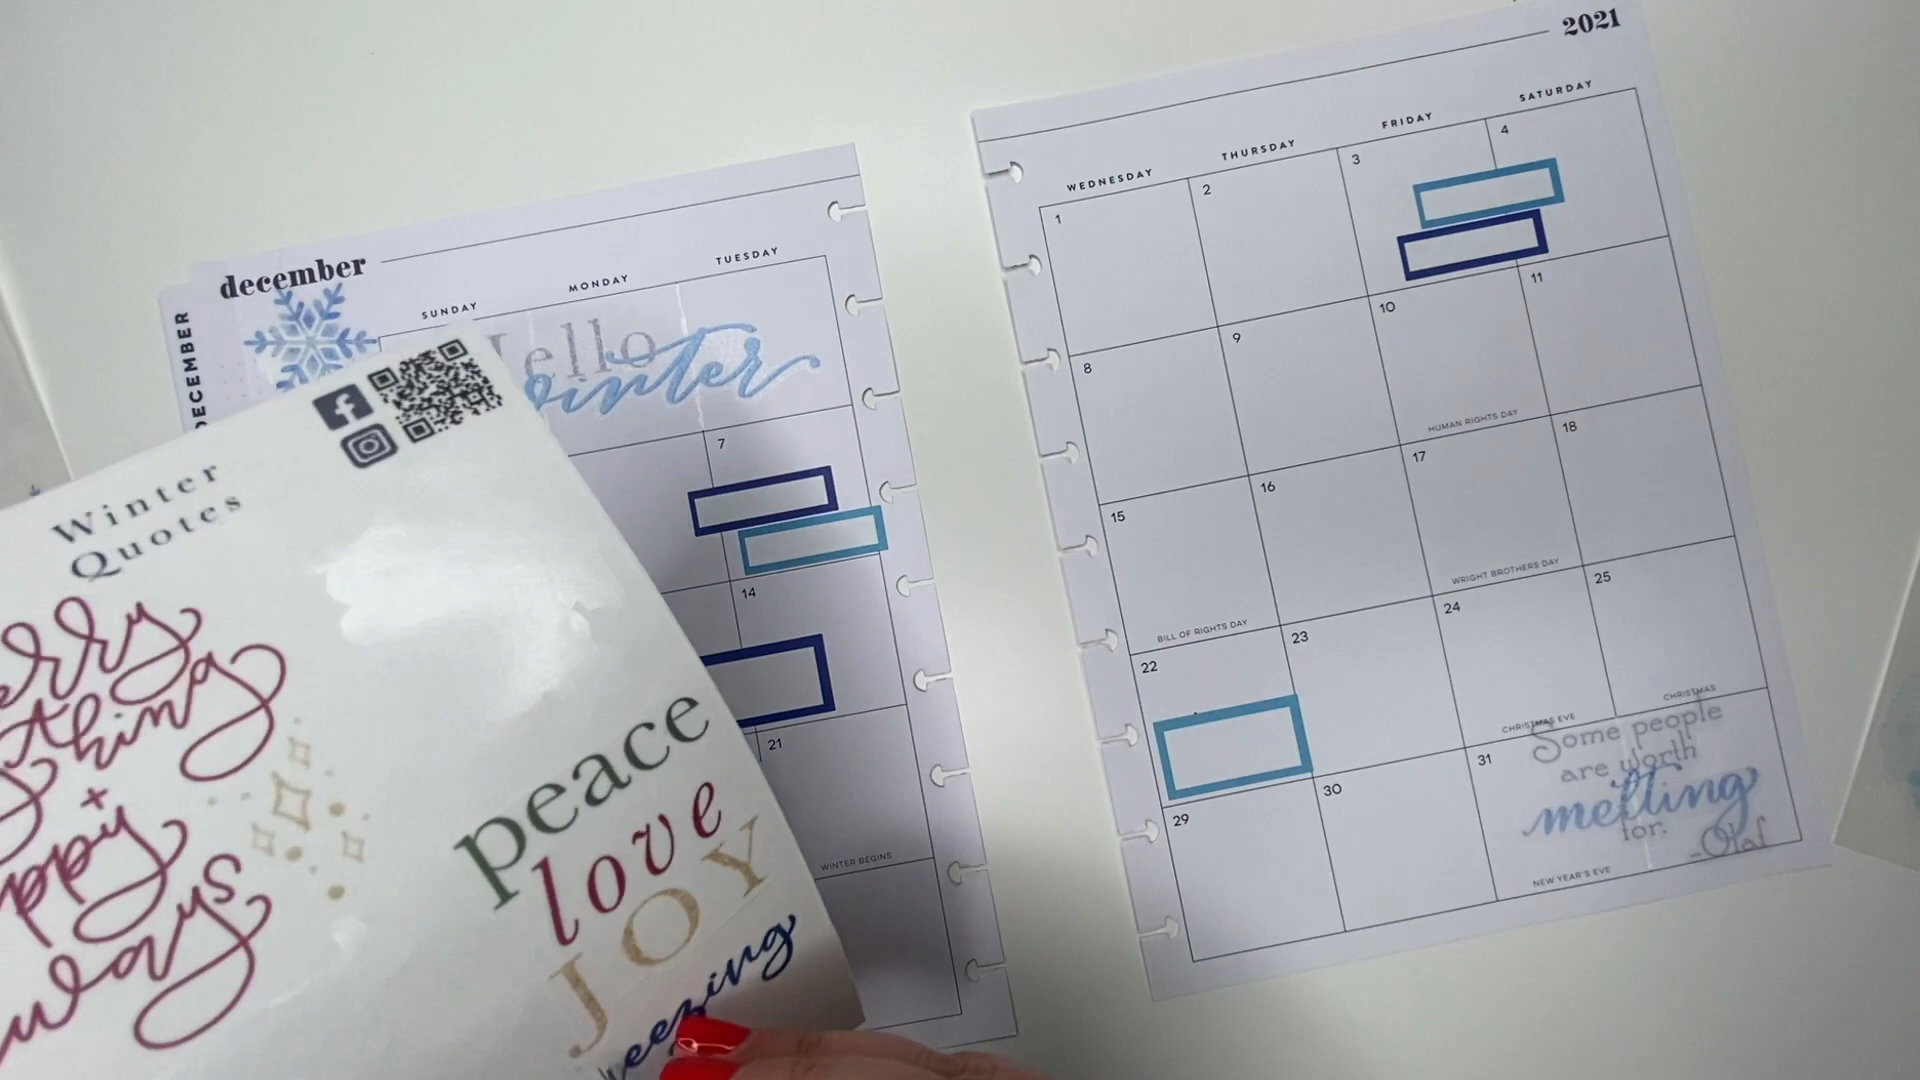 december
2021
DECEMBER
SUNDAY
MONDAY
TUESDAY
WEDNESDAY
THURSDAY
FRIDAY
SATURDAY
winter
1
2
3
4
7
8
9
10
11
HUMAN RIGHTS DAY
14
15
16
17
18
BILL OF RIGHTS DAY
WRIGHT BROTHERS DAY
21
22
23
24
25
WINTER BEGINS
CHRISTMAS EVE
CHRISTMAS
29
30
31
NEW YEAR'S EVE
Some people
are worth
melting
for.
-Olaf
Winter
Quotes
+
peace
love
JOY